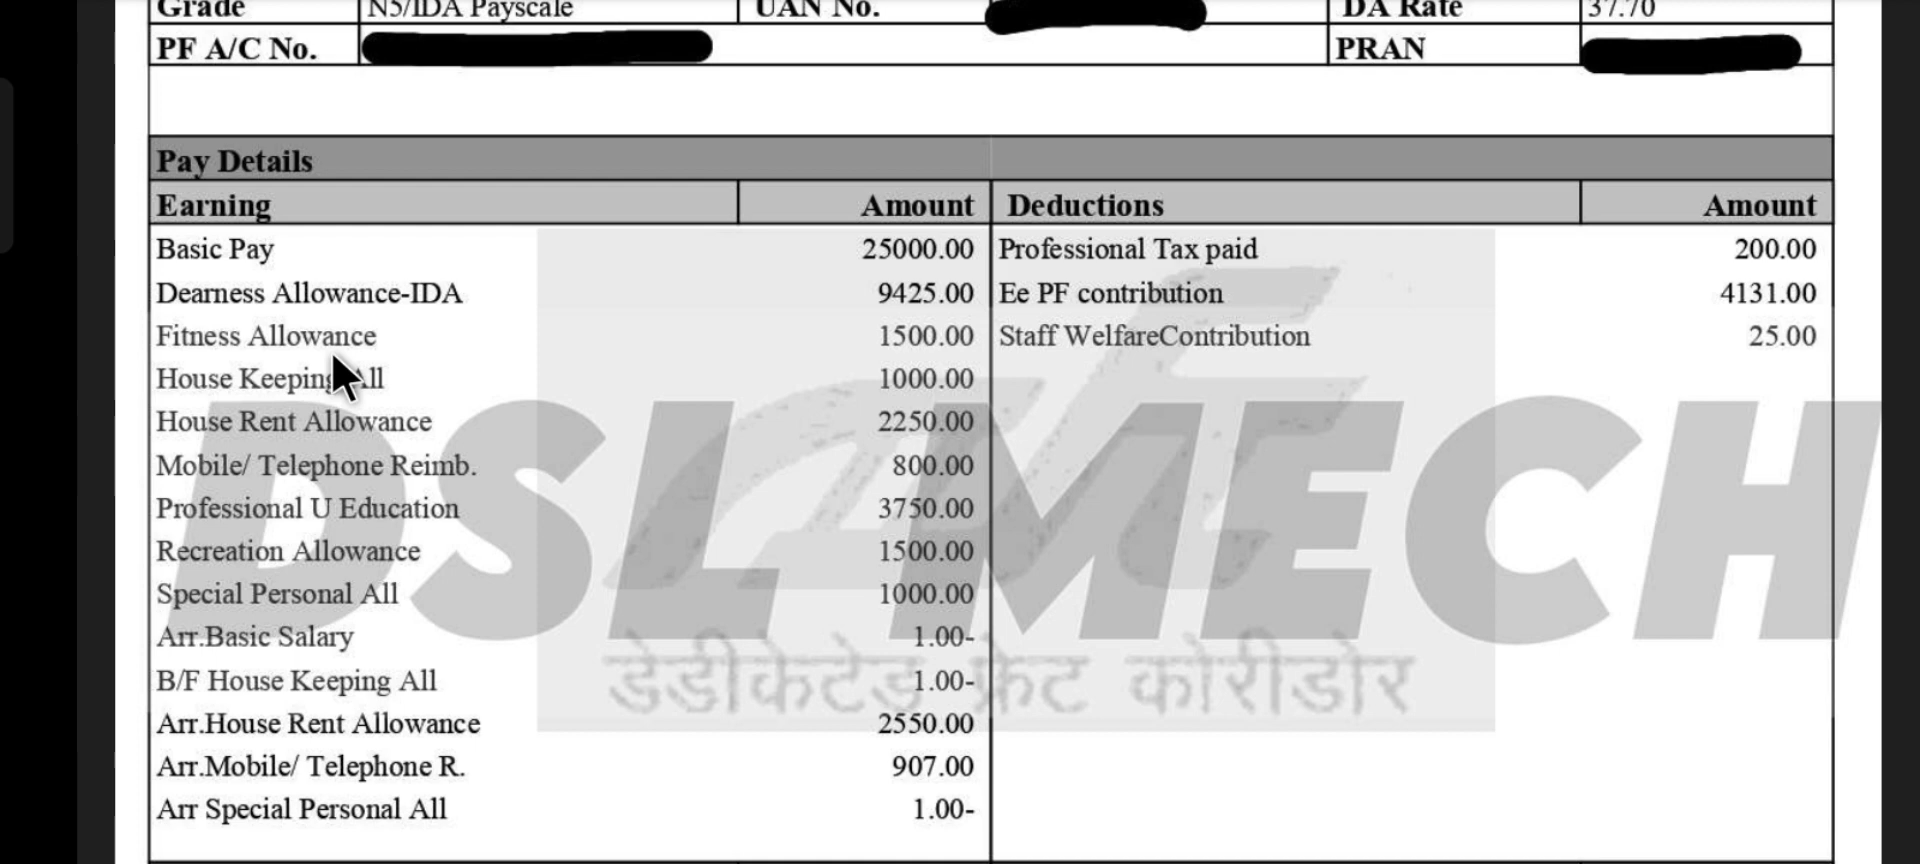 Grade N5/IDA Payscale UAN No. DA Rate 37.70
PF A/C No. PRAN
Pay Details
Earning Amount Deductions Amount
Basic Pay 25000.00 Professional Tax paid 200.00
Dearness Allowance-IDA 9425.00 Ee PF contribution 4131.00
Fitness Allowance 1500.00 Staff WelfareContribution 25.00
House Keeping All 1000.00
House Rent Allowance 2250.00
Mobile/ Telephone Reimb. 800.00
Professional U Education 3750.00
Recreation Allowance 1500.00
Special Personal All 1000.00
Arr.Basic Salary 1.00-
B/F House Keeping All 1.00-
Arr.House Rent Allowance 2550.00
Arr.Mobile/ Telephone R. 907.00
Arr Special Personal All 1.00-
DSL MECH
डेडीकेटेड फ्रेट कोरीडोर